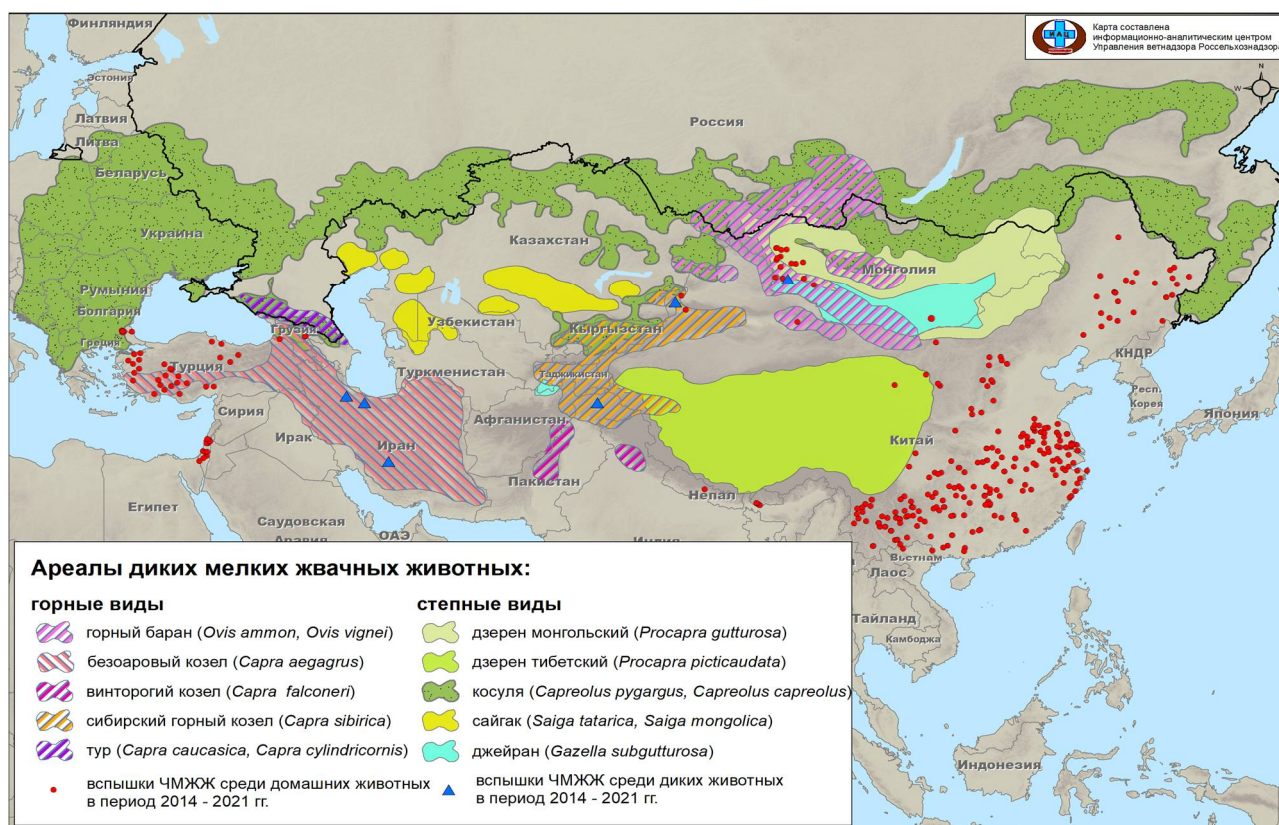 Финляндия
Карта составлена
информационно-аналитическим центром
Управления ветнадзора Россельхознадзора
ИАЦ
N
W
Эстония
Латвия
Литва
Россия
Беларусь
Украина
Казахстан
Монголия
Румыния
Болгария
Грузия
Узбекистан
Кыргызстан
Греция
КНДР
Турция
Туркменистан
Таджикистан
Респ.
Корея
Япония
Сирия
Афганистан
Ирак
Иран
Китай
Пакистан
Непал
Египет
Саудовская
Аравия
ОАЭ
Индия
Вьетнам
Лаос
Тайланд
Камбоджа
Индонезия
Ареалы диких мелких жвачных животных:
горные виды
горный баран (Ovis ammon, Ovis vignei)
безоаровый козел (Capra aegagrus)
винторогий козел (Capra falconeri)
сибирский горный козел (Capra sibirica)
тур (Capra caucasica, Capra cylindricornis)
вспышки ЧМЖЖ среди домашних животных
в период 2014 - 2021 гг.
степные виды
дзерен монгольский (Procapra gutturosa)
дзерен тибетский (Procapra picticaudata)
косуля (Capreolus pygargus, Capreolus capreolus)
сайгак (Saiga tatarica, Saiga mongolica)
джейран (Gazella subgutturosa)
вспышки ЧМЖЖ среди диких животных
в период 2014 - 2021 гг.